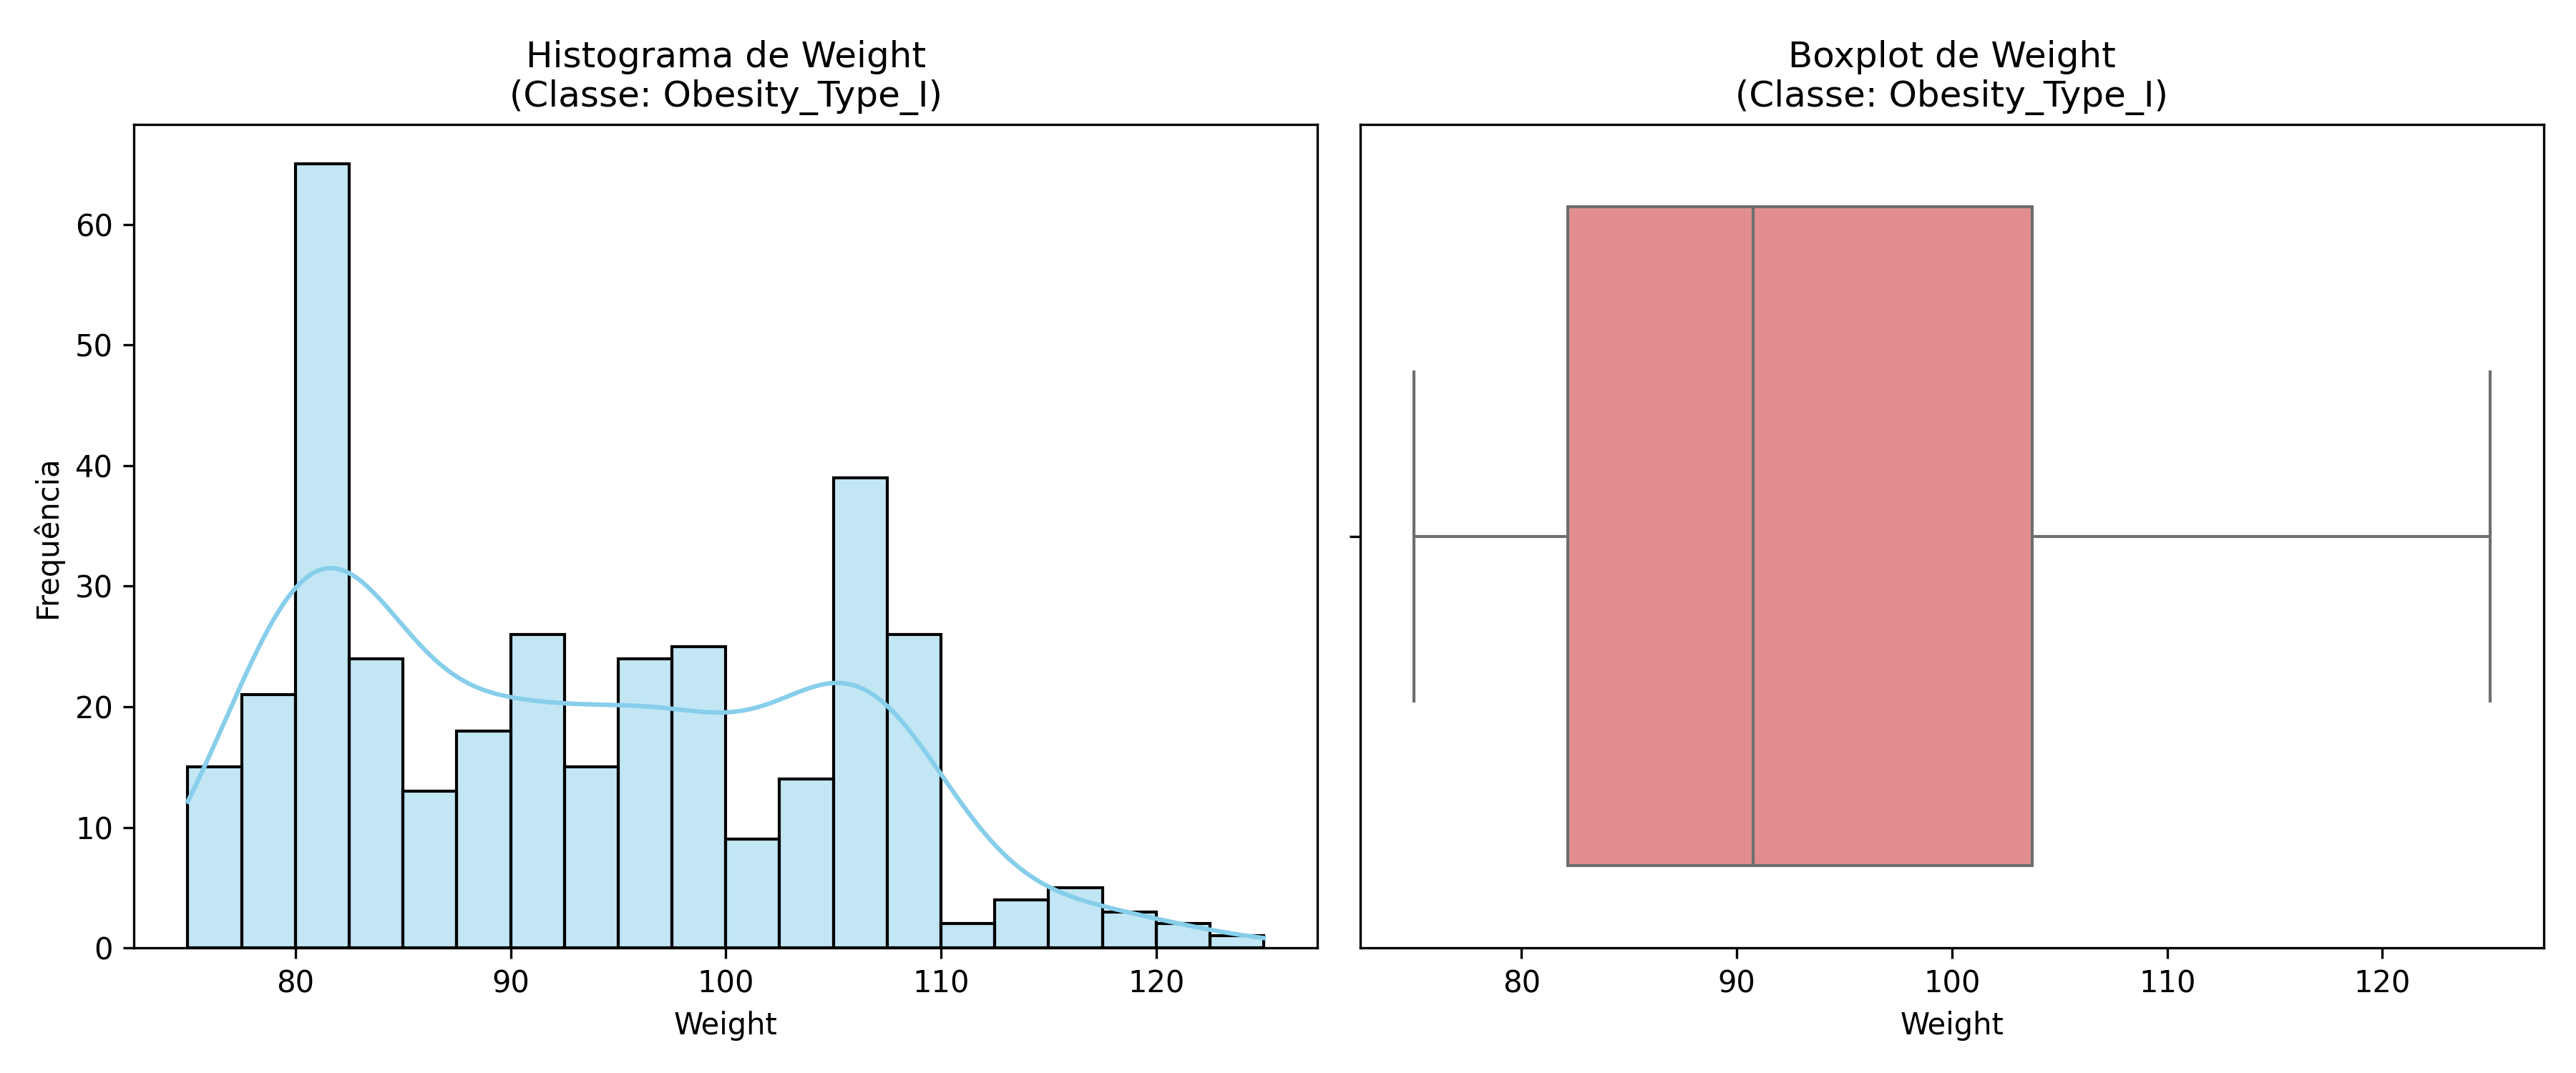 Histograma de Weight
(Classe: Obesity_Type_I)
Frequência
60
50
40
30
20
10
0
80 90 100 110 120
Weight
Boxplot de Weight
(Classe: Obesity_Type_I)
80 90 100 110 120
Weight